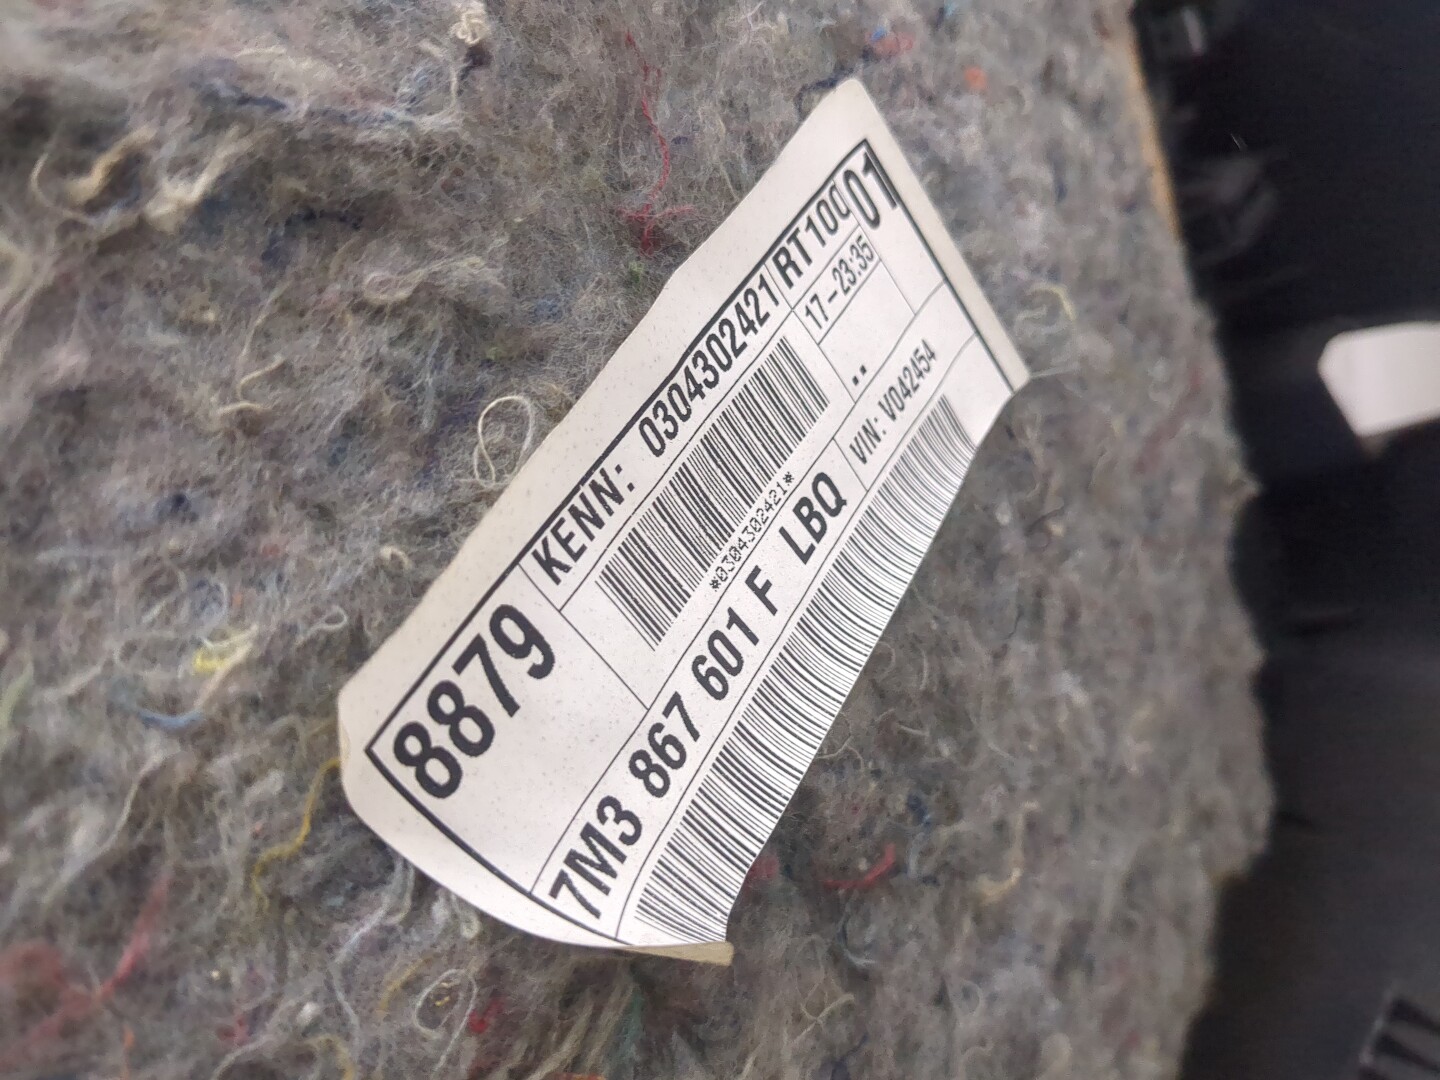 8879
KENN: 0304302421
RT100
01
17-23:35
..
*0304302421*
VIN: V042454
7M3 867 601 F LBQ